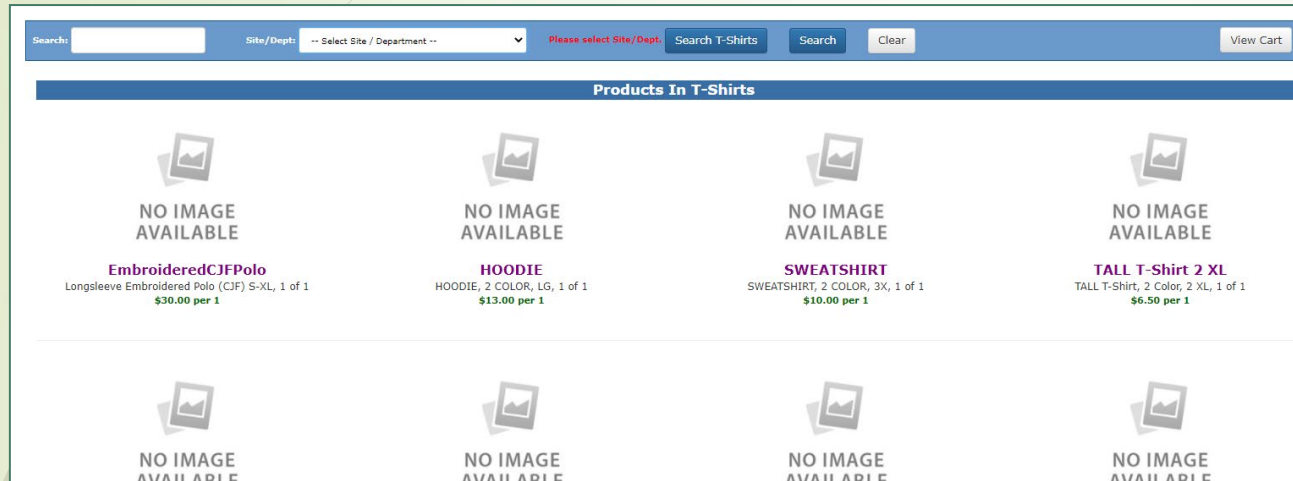 Search:
Site/Dept: -- Select Site / Department -- Please select Site/Dept. Search T-Shirts Search Clear View Cart
Products In T-Shirts
NO IMAGE AVAILABLE
EmbroideredCJFPolo
Longsleeve Embroidered Polo (CJF) S-XL, 1 of 1
$30.00 per 1
NO IMAGE AVAILABLE
HOODIE
HOODIE, 2 COLOR, LG, 1 of 1
$13.00 per 1
NO IMAGE AVAILABLE
SWEATSHIRT
SWEATSHIRT, 2 COLOR, 3X, 1 of 1
$10.00 per 1
NO IMAGE AVAILABLE
TALL T-Shirt 2 XL
TALL T-Shirt, 2 Color, 2 XL, 1 of 1
$6.50 per 1
NO IMAGE
AVAILABLE
NO IMAGE
AVAILABLE
NO IMAGE
AVAILABLE
NO IMAGE
AVAILABLE